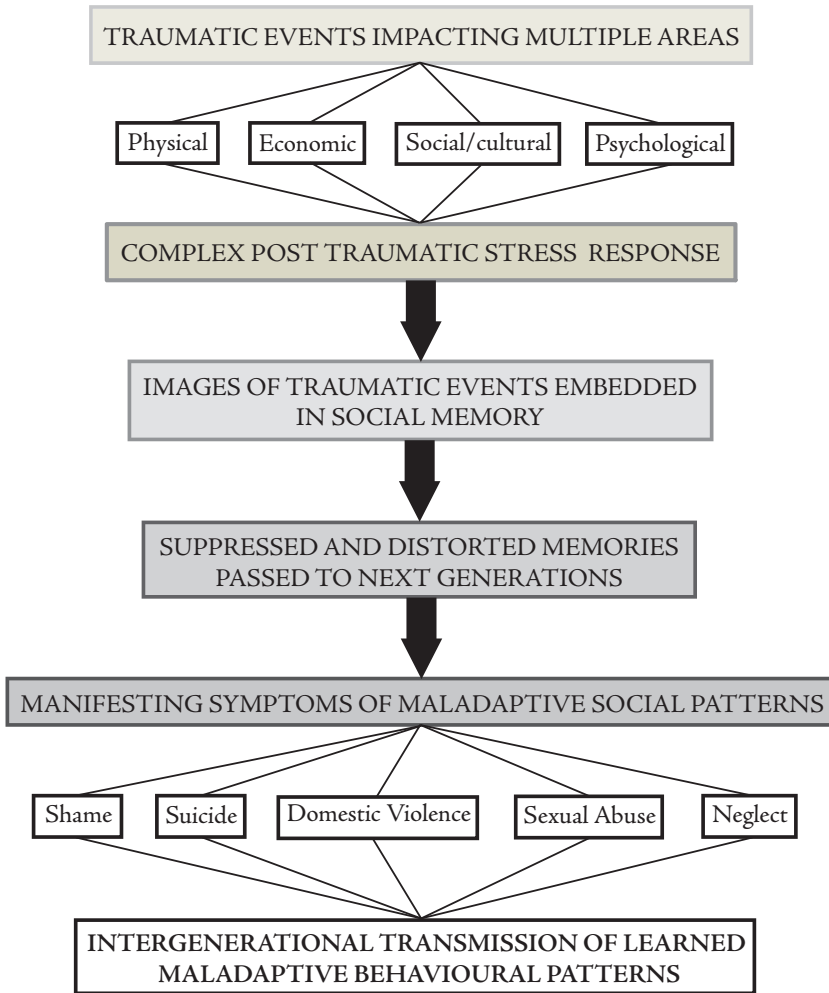 TRAUMATIC EVENTS IMPACTING MULTIPLE AREAS
Physical
Economic
Social/cultural
Psychological
COMPLEX POST TRAUMATIC STRESS RESPONSE
IMAGES OF TRAUMATIC EVENTS EMBEDDED
IN SOCIAL MEMORY
SUPPRESSED AND DISTORTED MEMORIES
PASSED TO NEXT GENERATIONS
MANIFESTING SYMPTOMS OF MALADAPTIVE SOCIAL PATTERNS
Shame
Suicide
Domestic Violence
Sexual Abuse
Neglect
INTERGENERATIONAL TRANSMISSION OF LEARNED
MALADAPTIVE BEHAVIOURAL PATTERNS